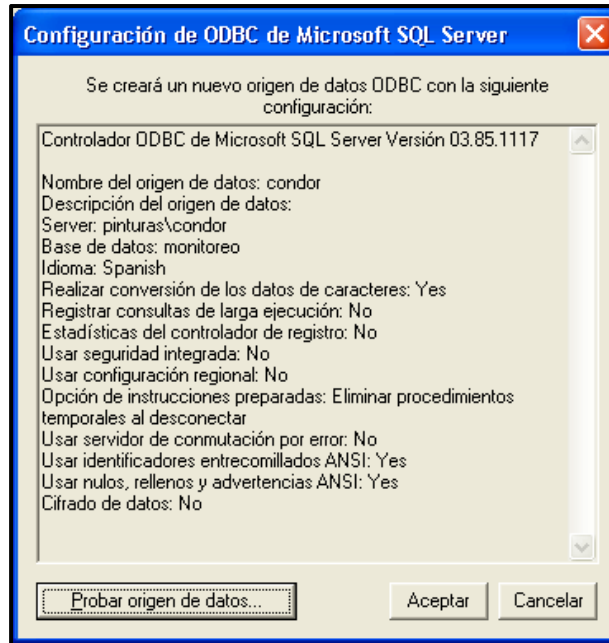 Configuración de ODBC de Microsoft SQL Server
Se creará un nuevo origen de datos ODBC con la siguiente
configuración:
Controlador ODBC de Microsoft SQL Server Versión 03.85.1117
Nombre del origen de datos: condor
Descripción del origen de datos:
Server: pinturas\condor
Base de datos: monitoreo
Idioma: Spanish
Realizar conversión de los datos de caracteres: Yes
Registrar consultas de larga ejecución: No
Estadísticas del controlador de registro: No
Usar seguridad integrada: No
Usar configuración regional: No
Opción de instrucciones preparadas: Eliminar procedimientos
temporales al desconectar
Usar servidor de conmutación por error: No
Usar identificadores entrecomillados ANSI: Yes
Usar nulos, rellenos y advertencias ANSI: Yes
Cifrado de datos: No
Probar origen de datos... Aceptar Cancelar